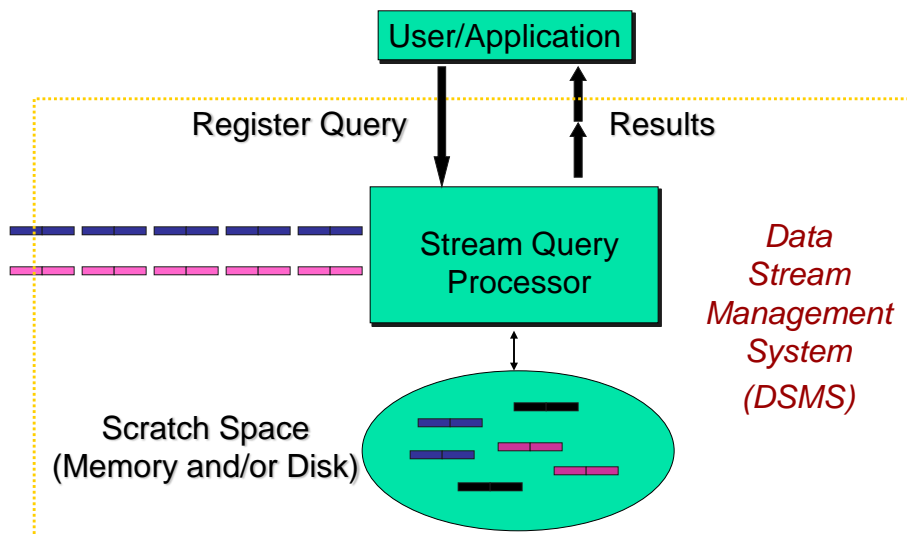 User/Application
Register Query
Results
Stream Query
Processor
Data
Stream
Management
System
(DSMS)
Scratch Space
(Memory and/or Disk)